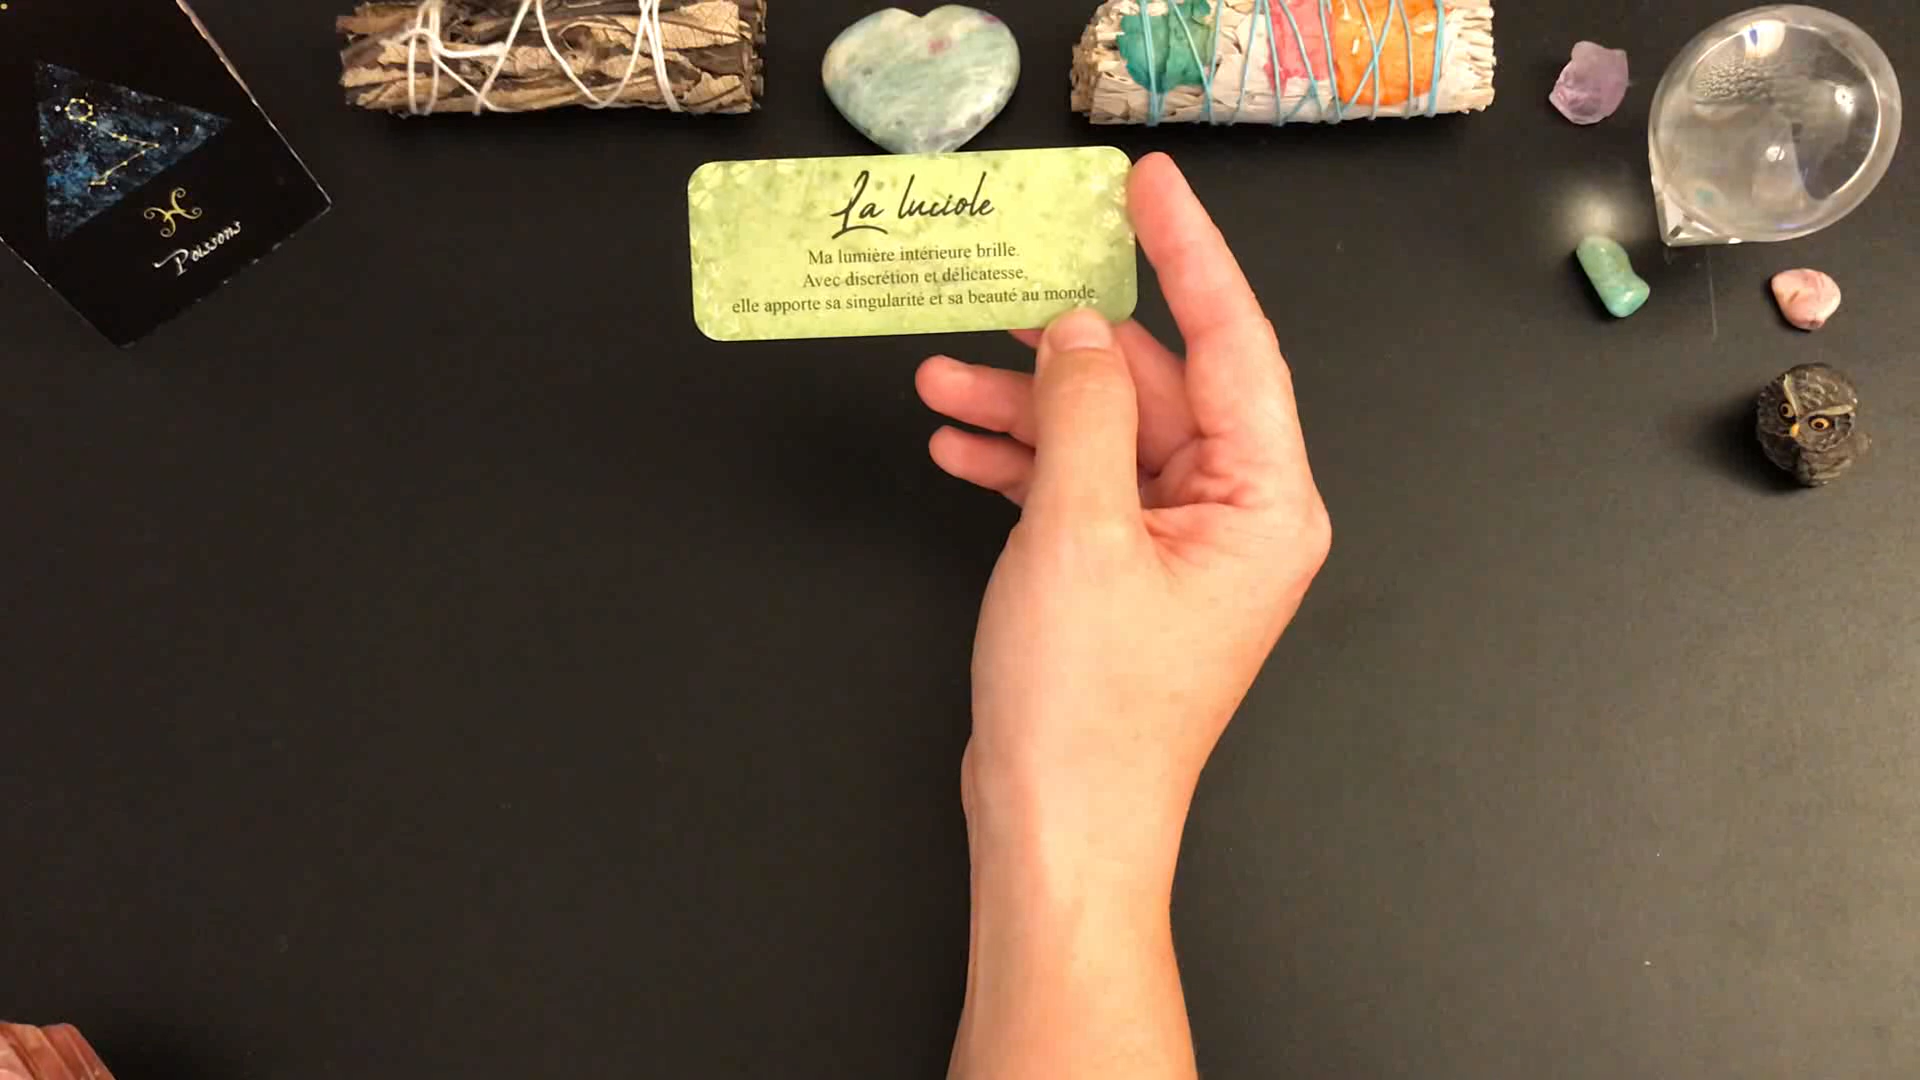 Poissons
La luciole
Ma lumière intérieure brille.
Avec discrétion et délicatesse,
elle apporte sa singularité et sa beauté au monde.